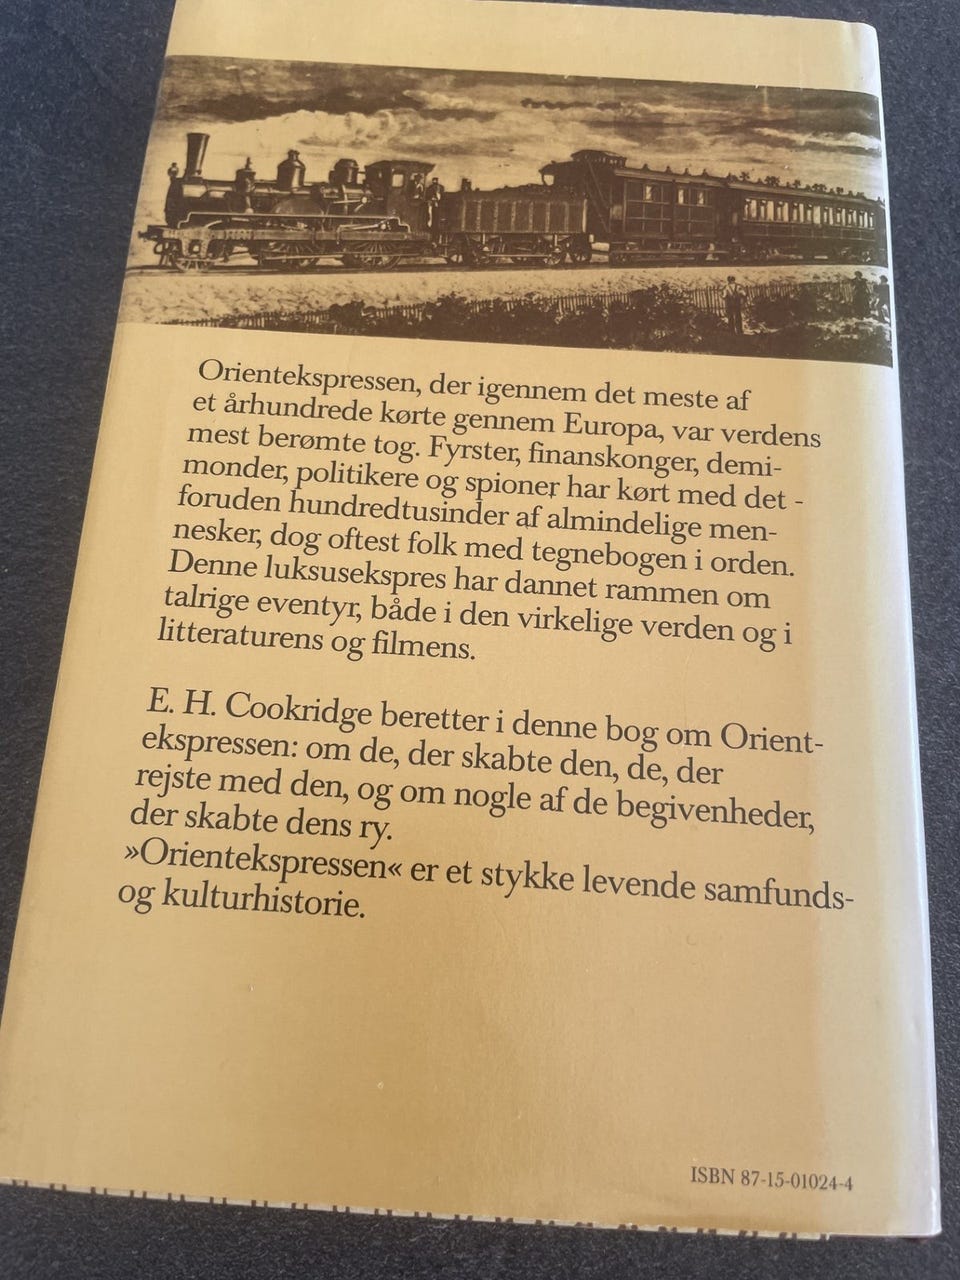 Orientekspressen, der igennem det meste af
et århundrede kørte gennem Europa, var verdens
mest berømte tog. Fyrster, finanskonger, demi-
monder, politikere og spioner har kørt med det -
foruden hundredtusinder af almindelige men-
nesker, dog oftest folk med tegnebogen i orden.
Denne luksusekspres har dannet rammen om
talrige eventyr, både i den virkelige verden og i
litteraturens og filmens.
E. H. Cookridge beretter i denne bog om Orient-
ekspressen: om de, der skabte den, de, der
rejste med den, og om nogle af de begivenheder,
der skabte dens ry.
»Orientekspressen« er et stykke levende samfunds-
og kulturhistorie.
ISBN 87-15-01024-4